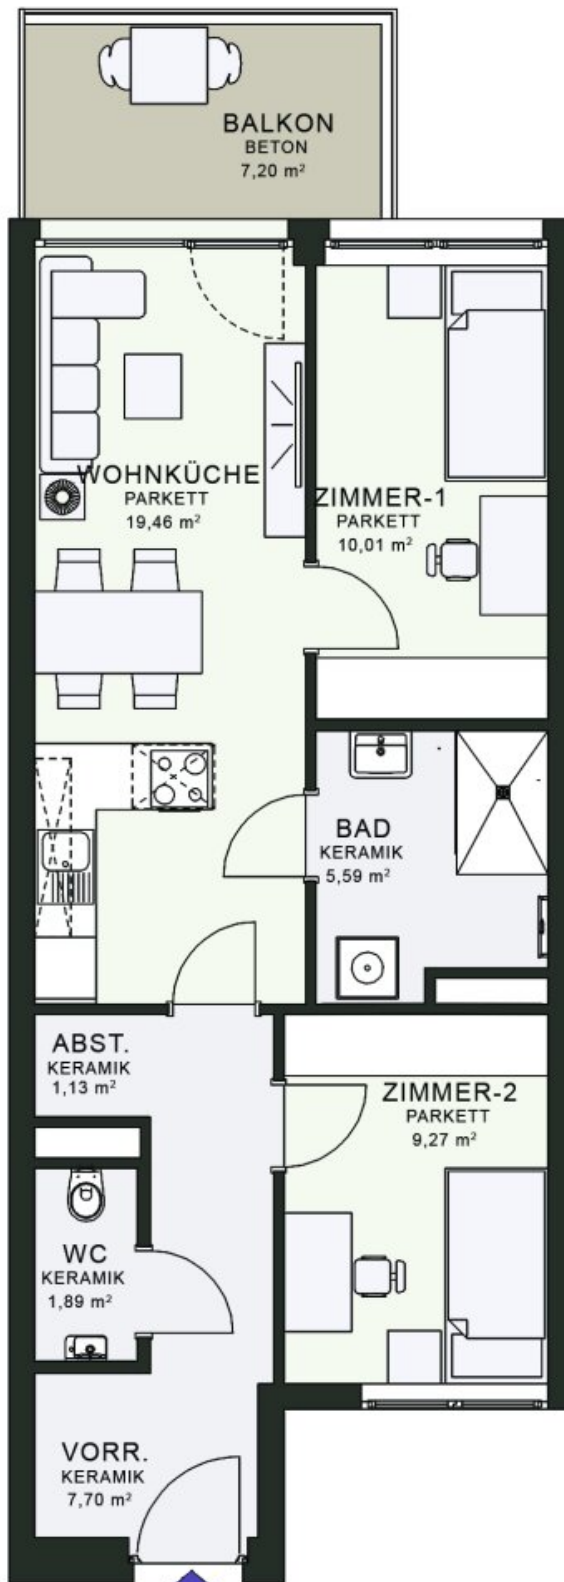 BALKON
BETON
7,20 m²
WOHNKÜCHE
PARKETT
19,46 m²
ZIMMER-1
PARKETT
10,01 m²
BAD
KERAMIK
5,59 m²
ABST.
KERAMIK
1,13 m²
ZIMMER-2
PARKETT
9,27 m²
WC
KERAMIK
1,89 m²
VORR.
KERAMIK
7,70 m²